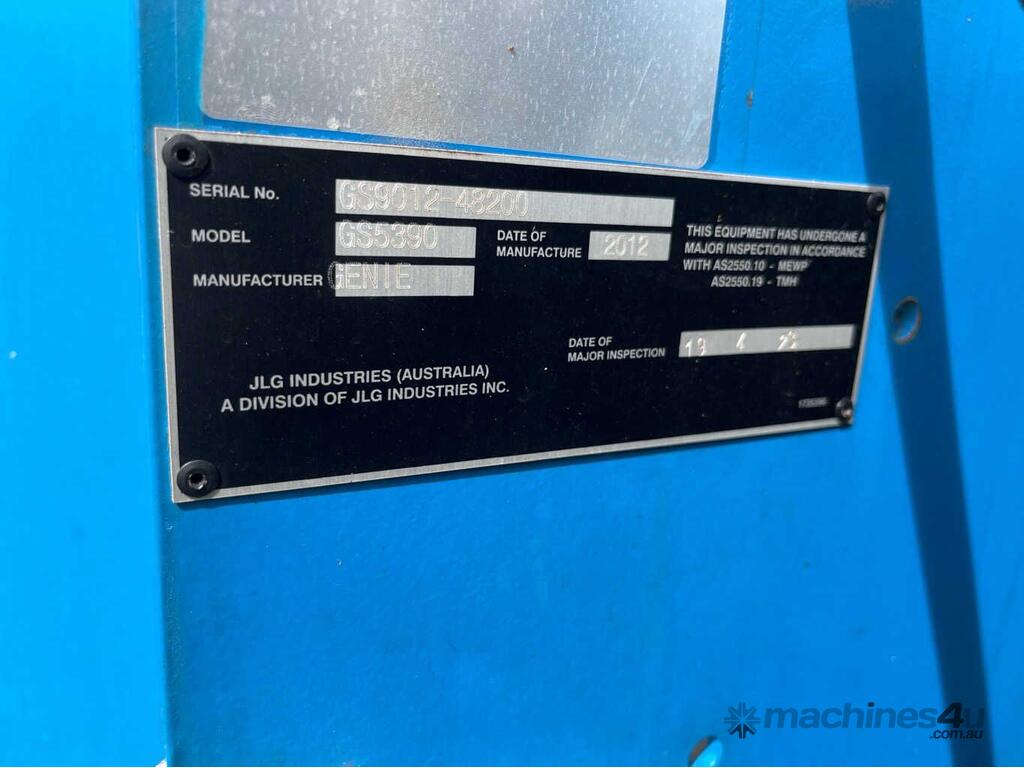 SERIAL No. GS9012-48200
MODEL GS5390 DATE OF MANUFACTURE 2012
MANUFACTURER GENIE
THIS EQUIPMENT HAS UNDERGONE A
MAJOR INSPECTION IN ACCORDANCE
WITH AS2550.10 - MEWP
AS2550.19 - TMH
DATE OF
MAJOR INSPECTION 19 4 23
JLG INDUSTRIES (AUSTRALIA)
A DIVISION OF JLG INDUSTRIES INC.
machines4u
.com.au